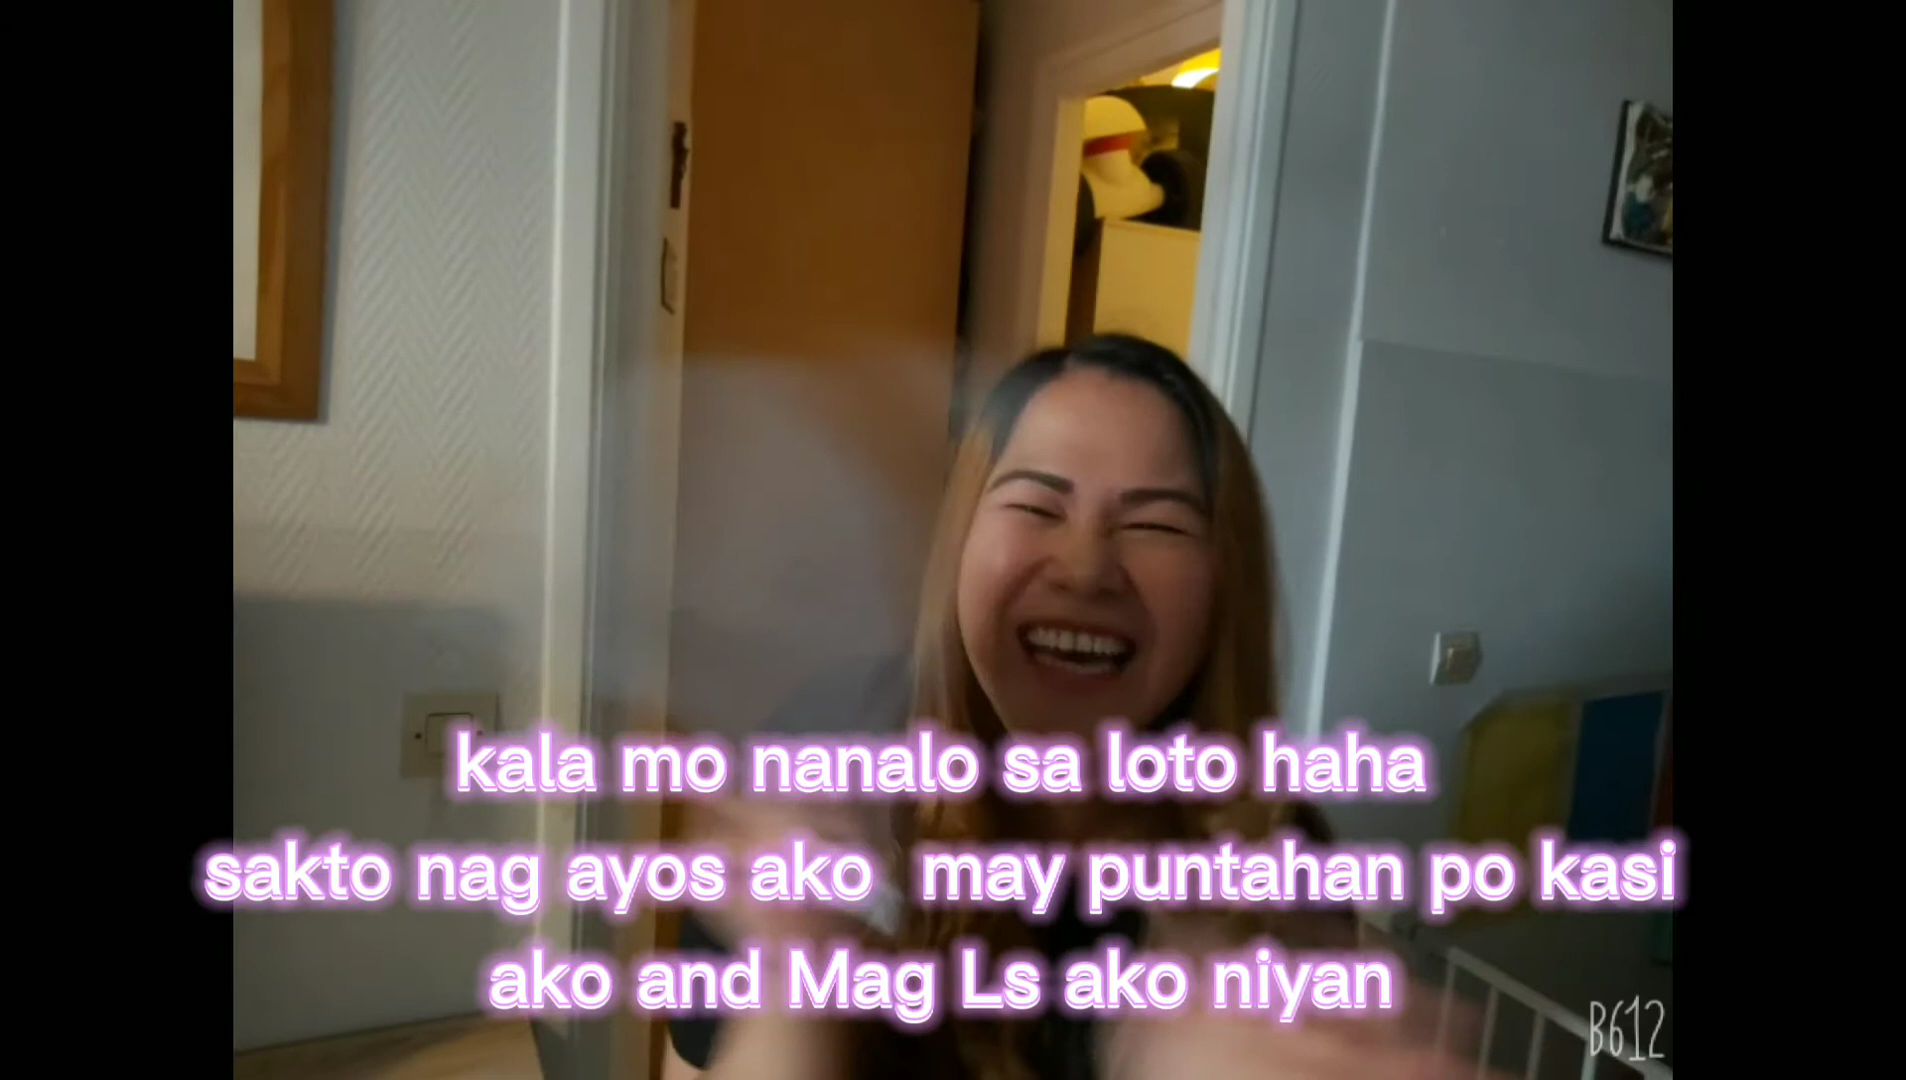 kala mo nanalo sa loto haha
sakto nag ayos ako may puntahan po kasi
ako and Mag Ls ako niyan
B612